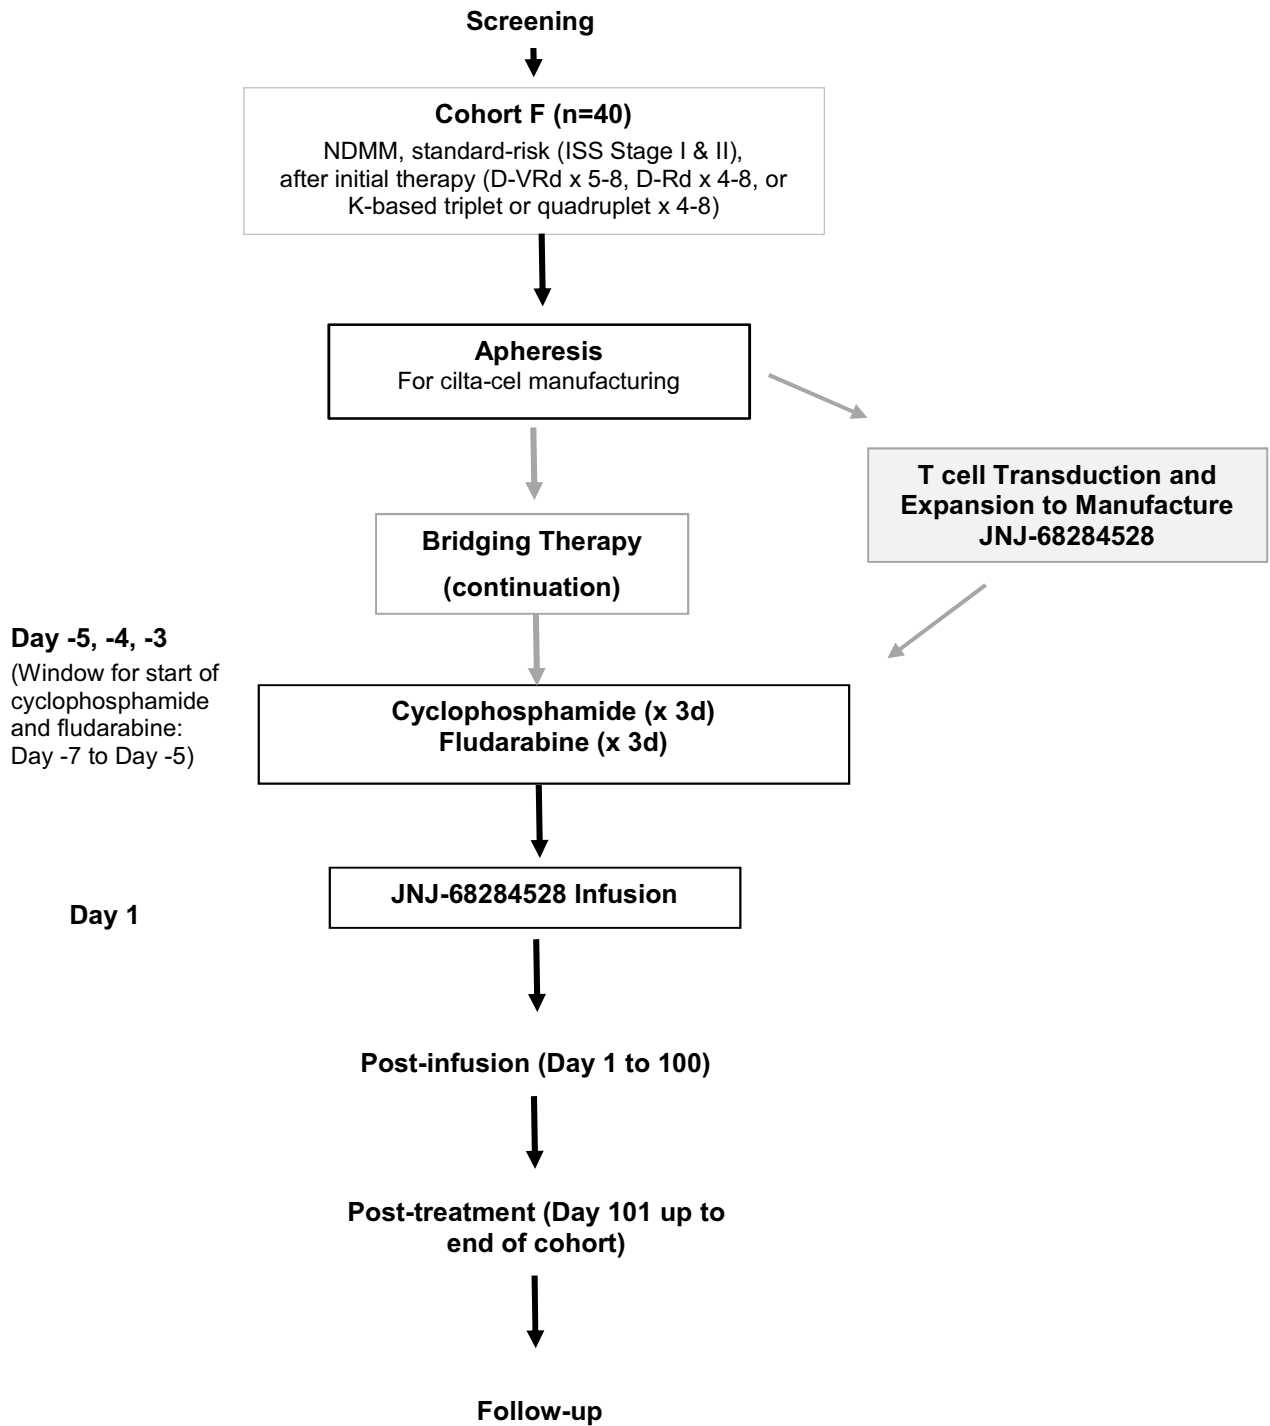 Screening
Cohort F (n=40)
NDMM, standard-risk (ISS Stage I & II),
after initial therapy (D-VRd x 5-8, D-Rd x 4-8, or
K-based triplet or quadruplet x 4-8)
Apheresis
For cilta-cel manufacturing
T cell Transduction and
Expansion to Manufacture
JNJ-68284528
Bridging Therapy
(continuation)
Day -5, -4, -3
(Window for start of
cyclophosphamide
and fludarabine:
Day -7 to Day -5)
Cyclophosphamide (x 3d)
Fludarabine (x 3d)
JNJ-68284528 Infusion
Day 1
Post-infusion (Day 1 to 100)
Post-treatment (Day 101 up to
end of cohort)
Follow-up